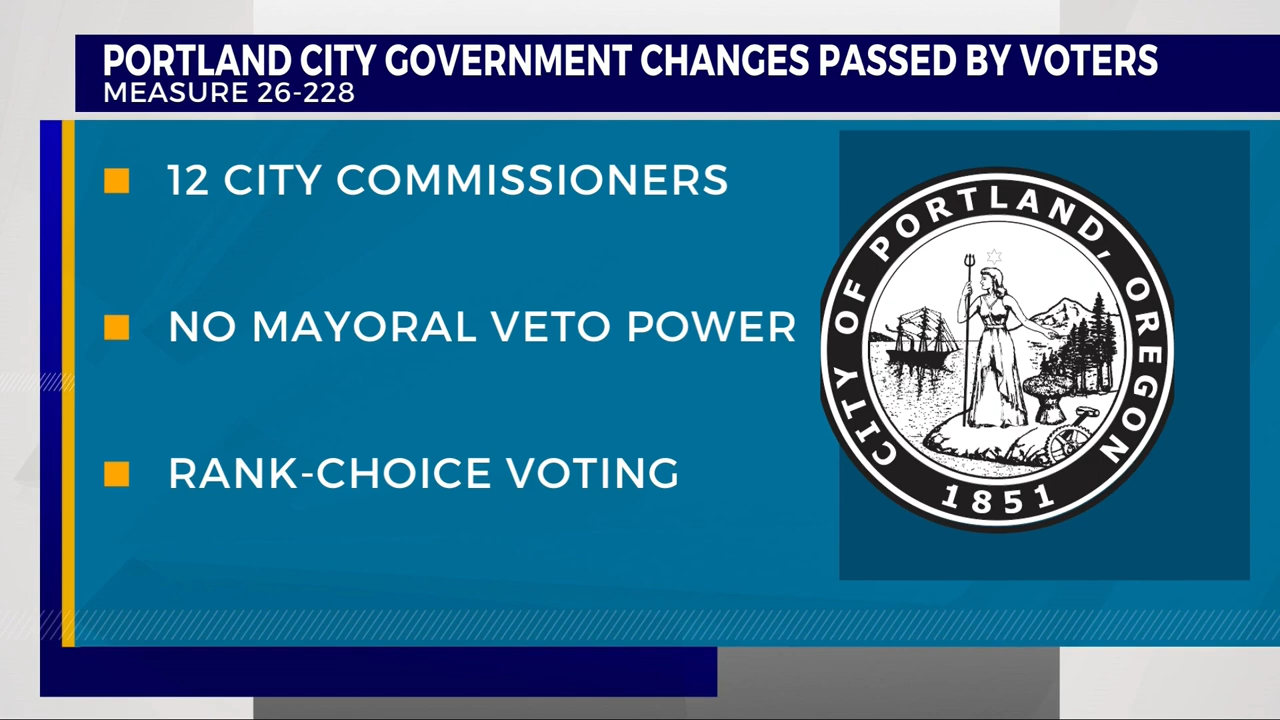 PORTLAND CITY GOVERNMENT CHANGES PASSED BY VOTERS
MEASURE 26-228
12 CITY COMMISSIONERS
NO MAYORAL VETO POWER
RANK-CHOICE VOTING
CITY OF PORTLAND, OREGON
1851